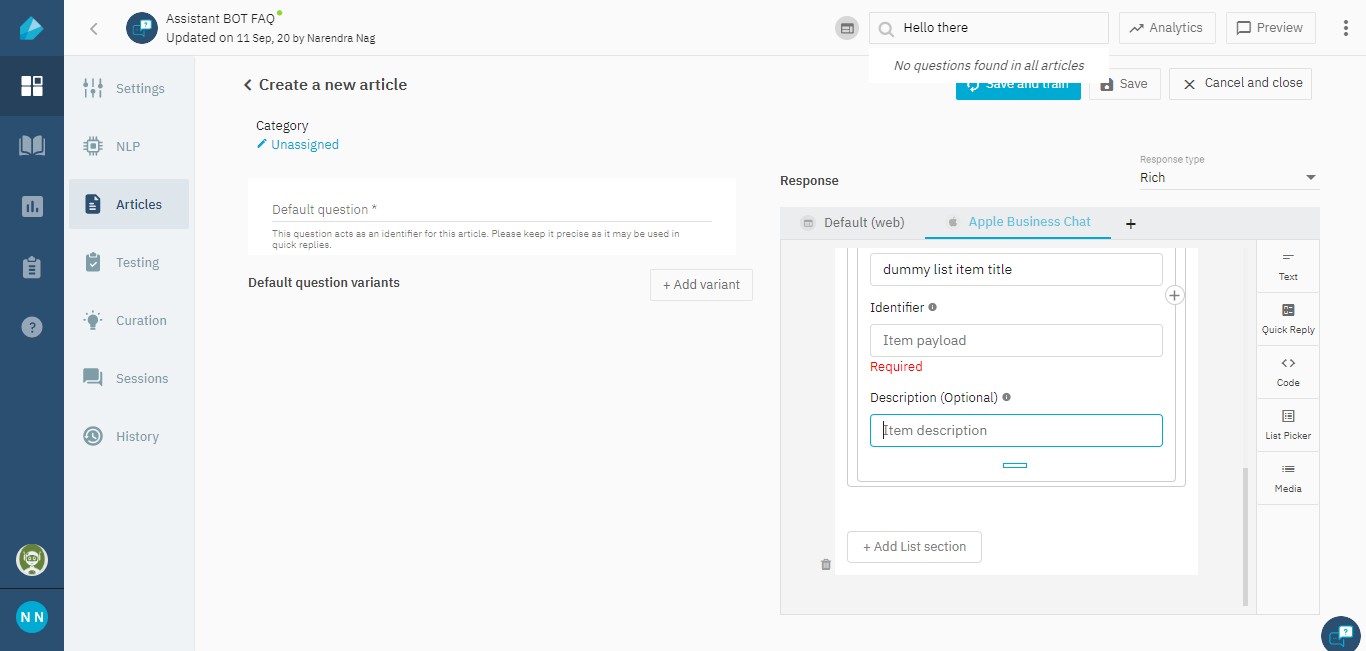 Assistant BOT FAQ
Updated on 11 Sep, 20 by Narendra Nag
Hello there
Analytics
Preview
No questions found in all articles
Settings
NLP
Articles
Testing
Curation
Sessions
History
N N
Create a new article
Save and train
Save
Cancel and close
Category
Unassigned
Default question *
This question acts as an identifier for this article. Please keep it precise as it may be used in
quick replies.
Default question variants
+ Add variant
Response
Response type
Rich
Default (web)
Apple Business Chat
dummy list item title
Identifier
Item payload
Required
Description (Optional)
Item description
+ Add List section
Text
Quick Reply
Code
List Picker
Media